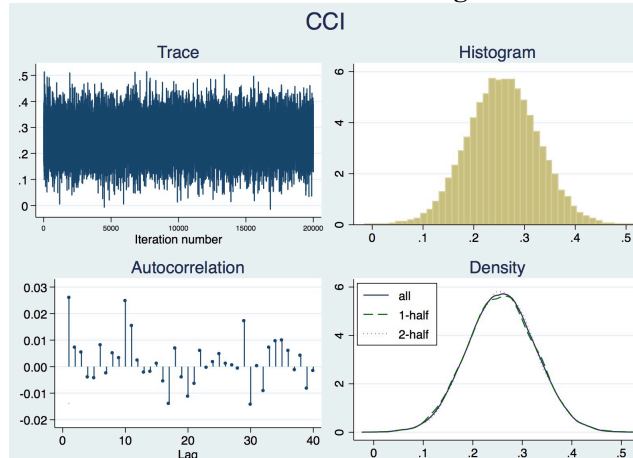 CCI
Trace
.5
.4
.3
.2
.1
0
0 5000 10000 15000 20000
Iteration number
Histogram
6
4
2
0
0 .1 .2 .3 .4 .5
Autocorrelation
0.03
0.02
0.01
0.00
-0.01
-0.02
0 10 20 30 40
Lag
Density
6
4
2
0
all
1-half
2-half
0 .1 .2 .3 .4 .5